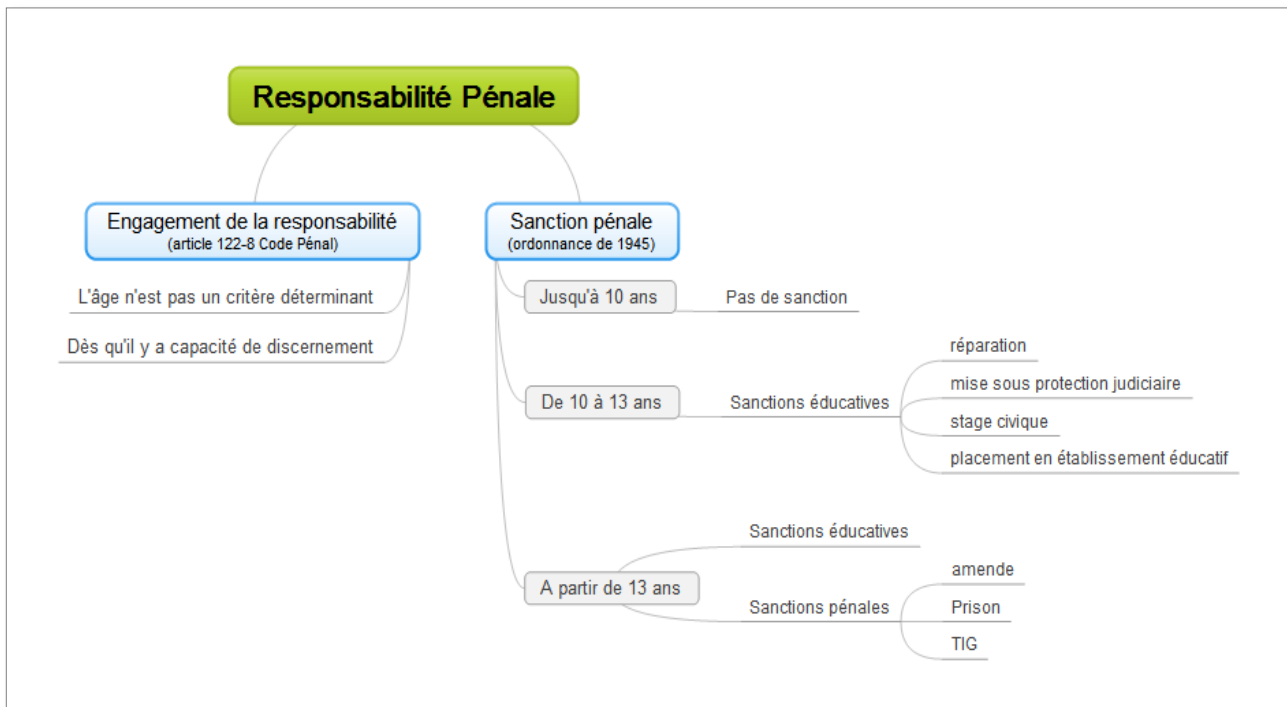 Responsabilité Pénale
Engagement de la responsabilité
(article 122-8 Code Pénal)
L'âge n'est pas un critère déterminant
Dès qu'il y a capacité de discernement
Sanction pénale
(ordonnance de 1945)
Jusqu'à 10 ans
Pas de sanction
De 10 à 13 ans
Sanctions éducatives
réparation
mise sous protection judiciaire
stage civique
placement en établissement éducatif
A partir de 13 ans
Sanctions éducatives
Sanctions pénales
amende
Prison
TIG